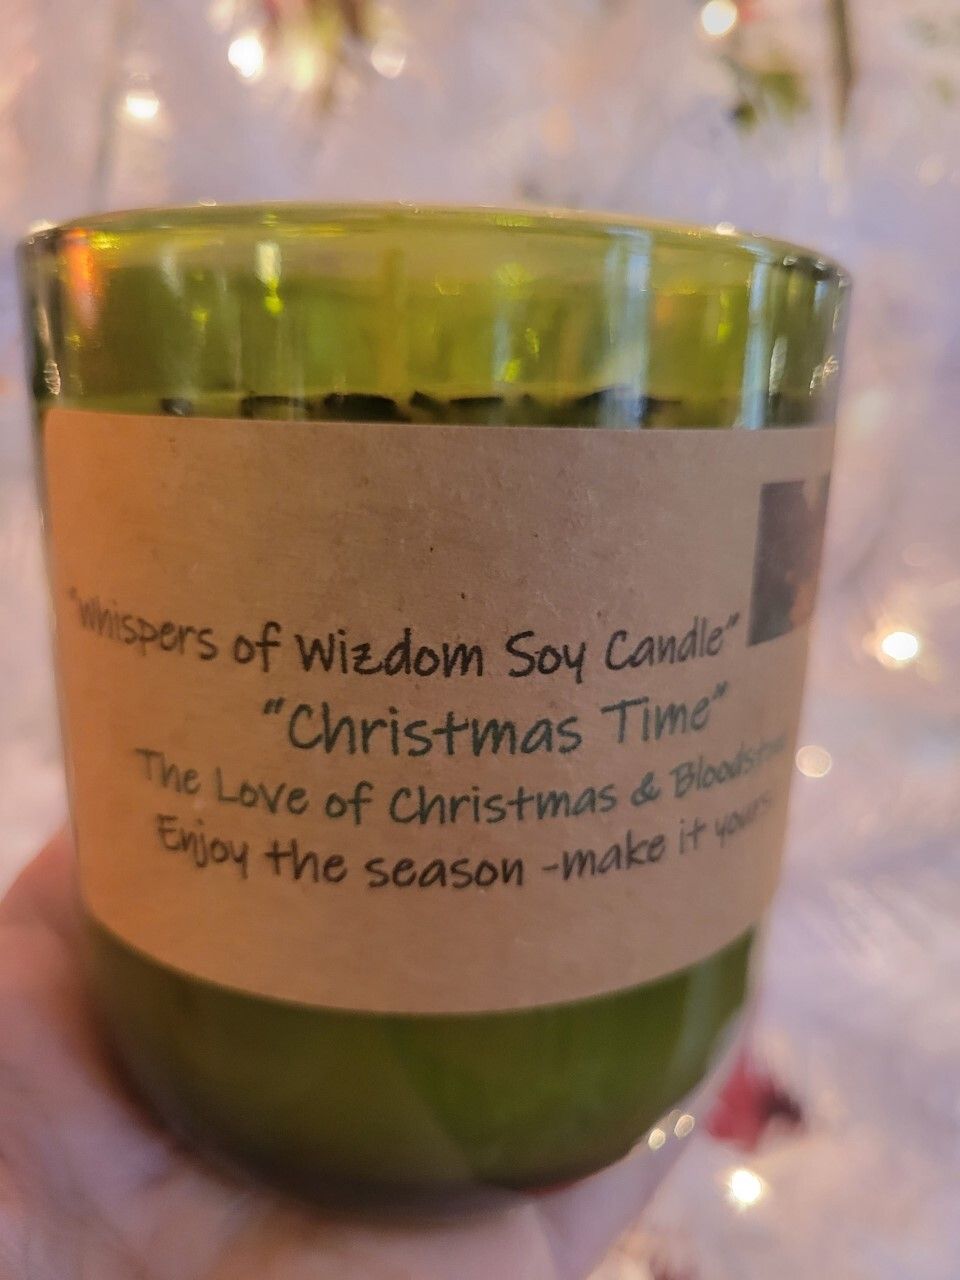 "Whispers of Wizdom Soy Candle"
"Christmas Time"
The Love of Christmas &
Enjoy the season -make it